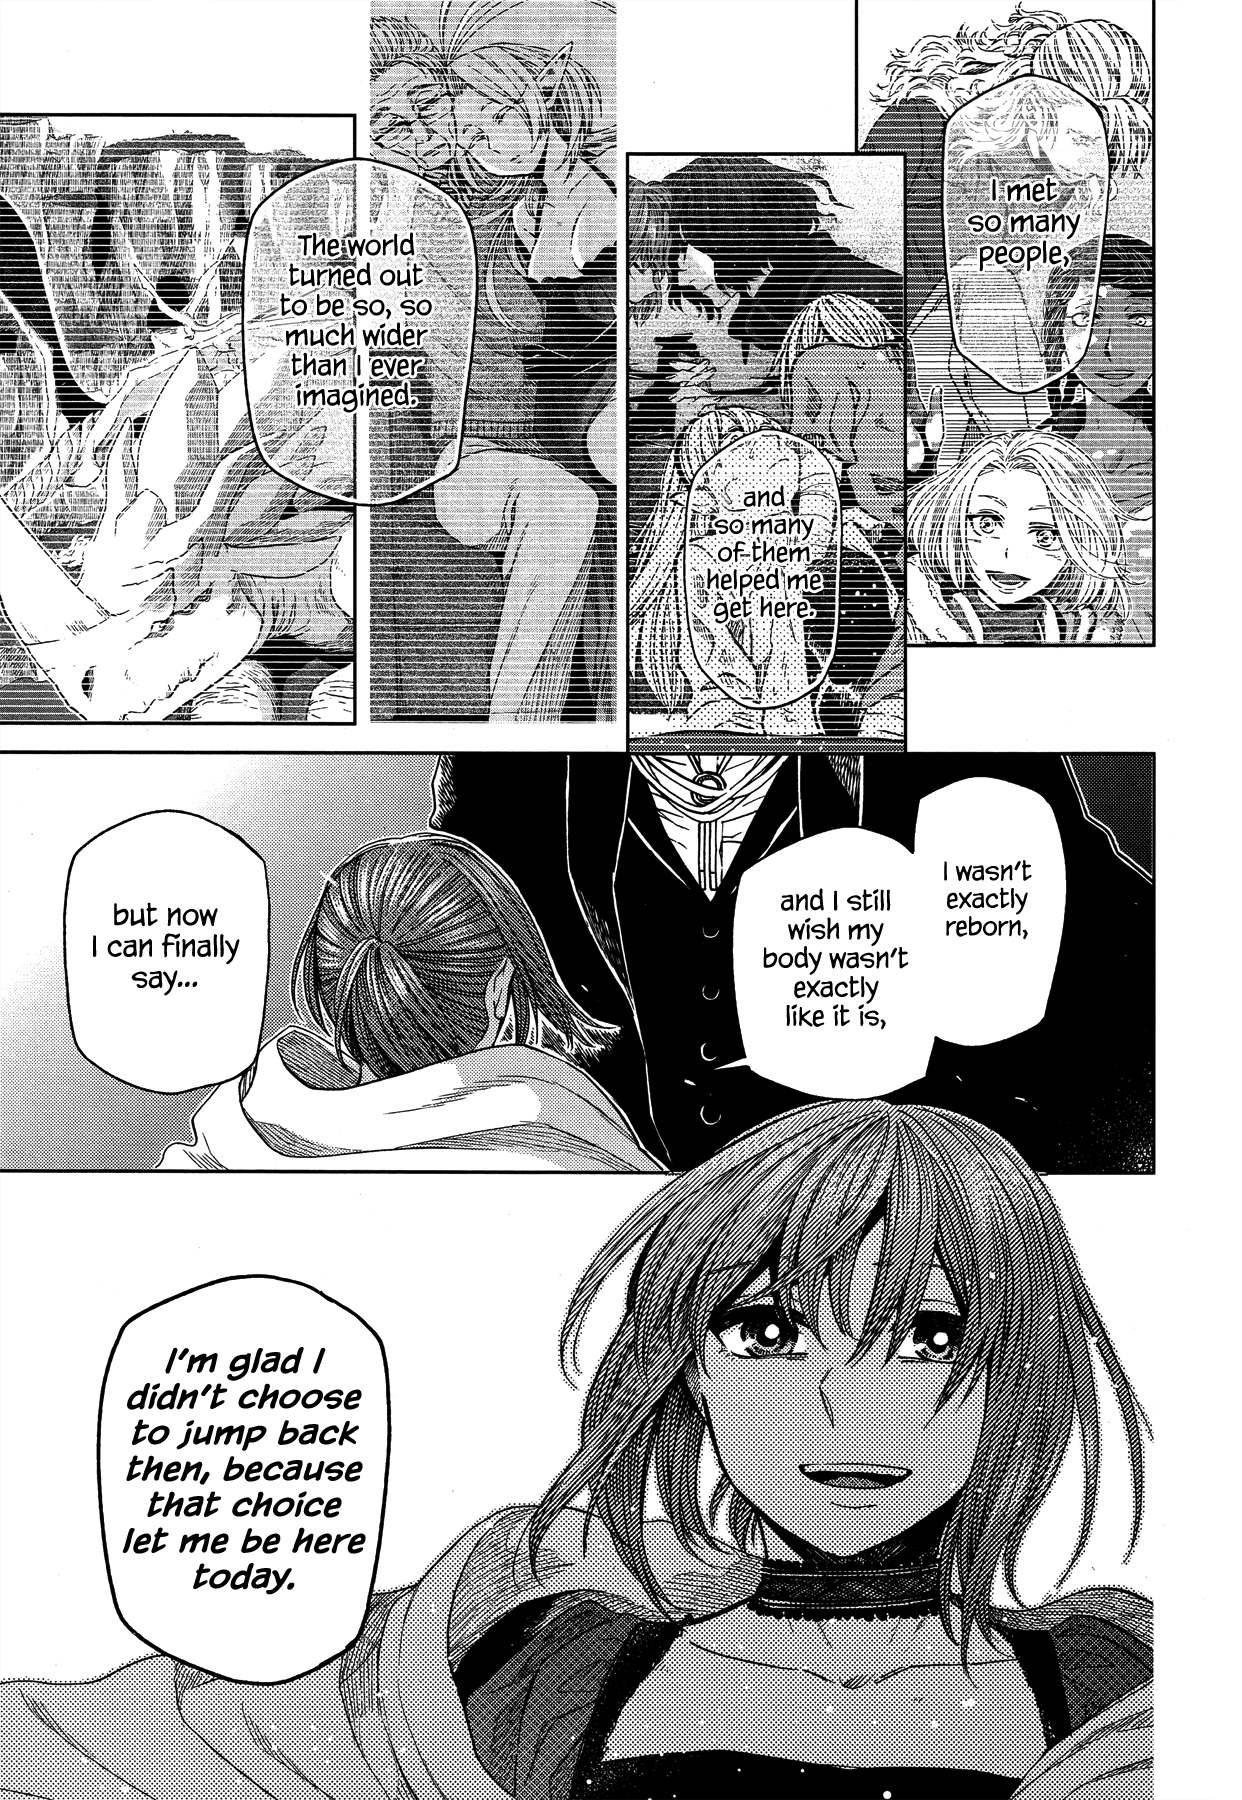 I met
so many
people,
and
so many
of them
helped me
get here.
The world
turned out
to be so, so
much wider
than I ever
imagined.
I wasn't
exactly
reborn,
and I still
wish my
body wasn't
exactly
like it is,
but now
I can finally
say...
I'm glad I
didn't choose
to jump back
then, because
that choice
let me be here
today.